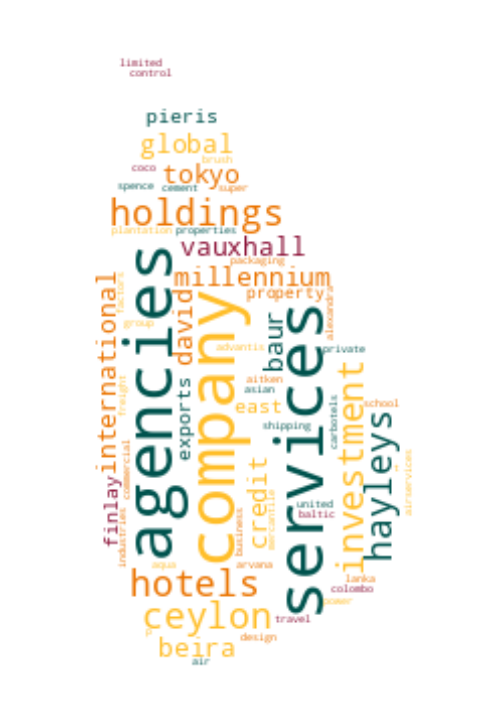 limited
control
pieris
global
brush
coco
tokyo
spence
cement
super
holdings
plantation
properties
vauxhall
packaging
millennium
property
international
factors
agencies
david
company
services
baur
alexandra
group
advantis
private
freight
exports
aitken
asian
east
carbotels
investment
school
hayleys
shipping
commercial
credit
mercantile
airservices
finlay
industries
united
baltic
business
aqua
arvana
hotels
lanka
colombo
power
ceylon
travel
p
design
beira
air